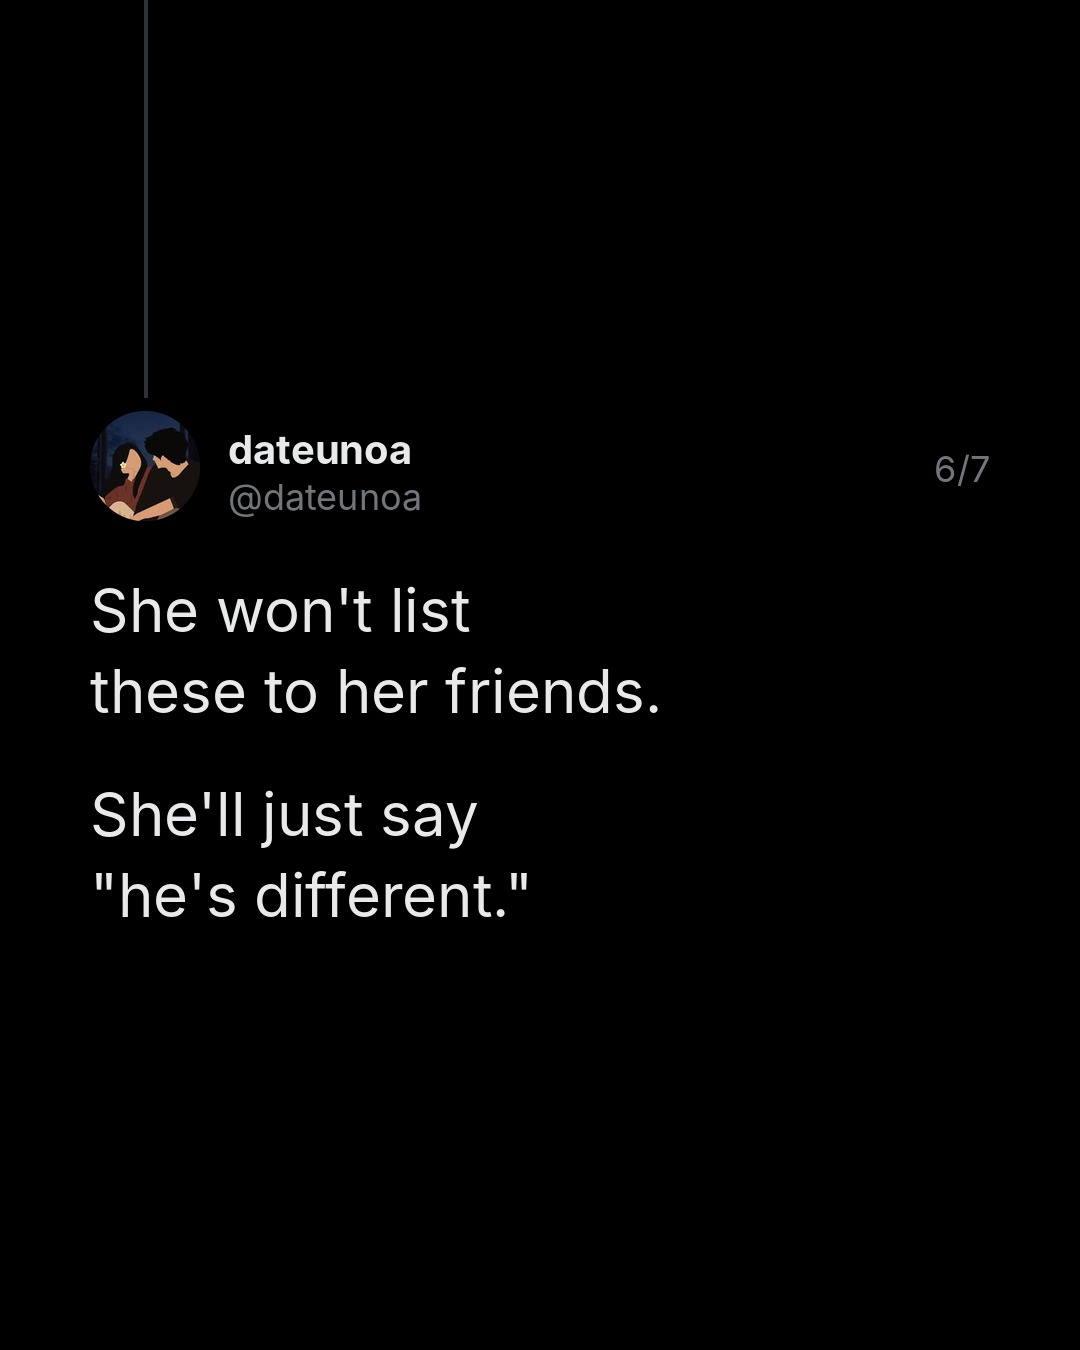 dateunoa
@dateunoa
6/7
She won't list
these to her friends.
She'll just say
"he's different."